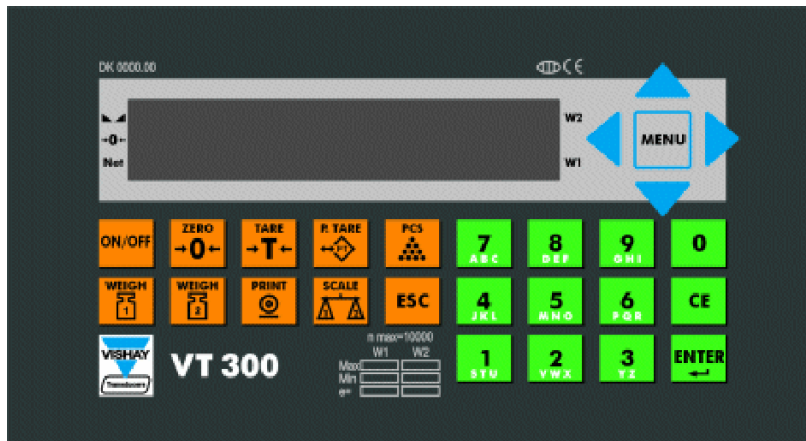 DK 0000.00 CE
W2
→0←
Net W1
MENU
ON/OFF ZERO →0← TARE →T← P. TARE PT PCS 7 ABC 8 DEF 9 GHI 0
WEIGH 1 WEIGH 2 PRINT SCALE ESC 4 JKL 5 MNO 6 PQR CE
VISHAY Transducers VT 300 n max=10000 1 STU 2 VWX 3 YZ ENTER
W1 W2
Max
Min
e=